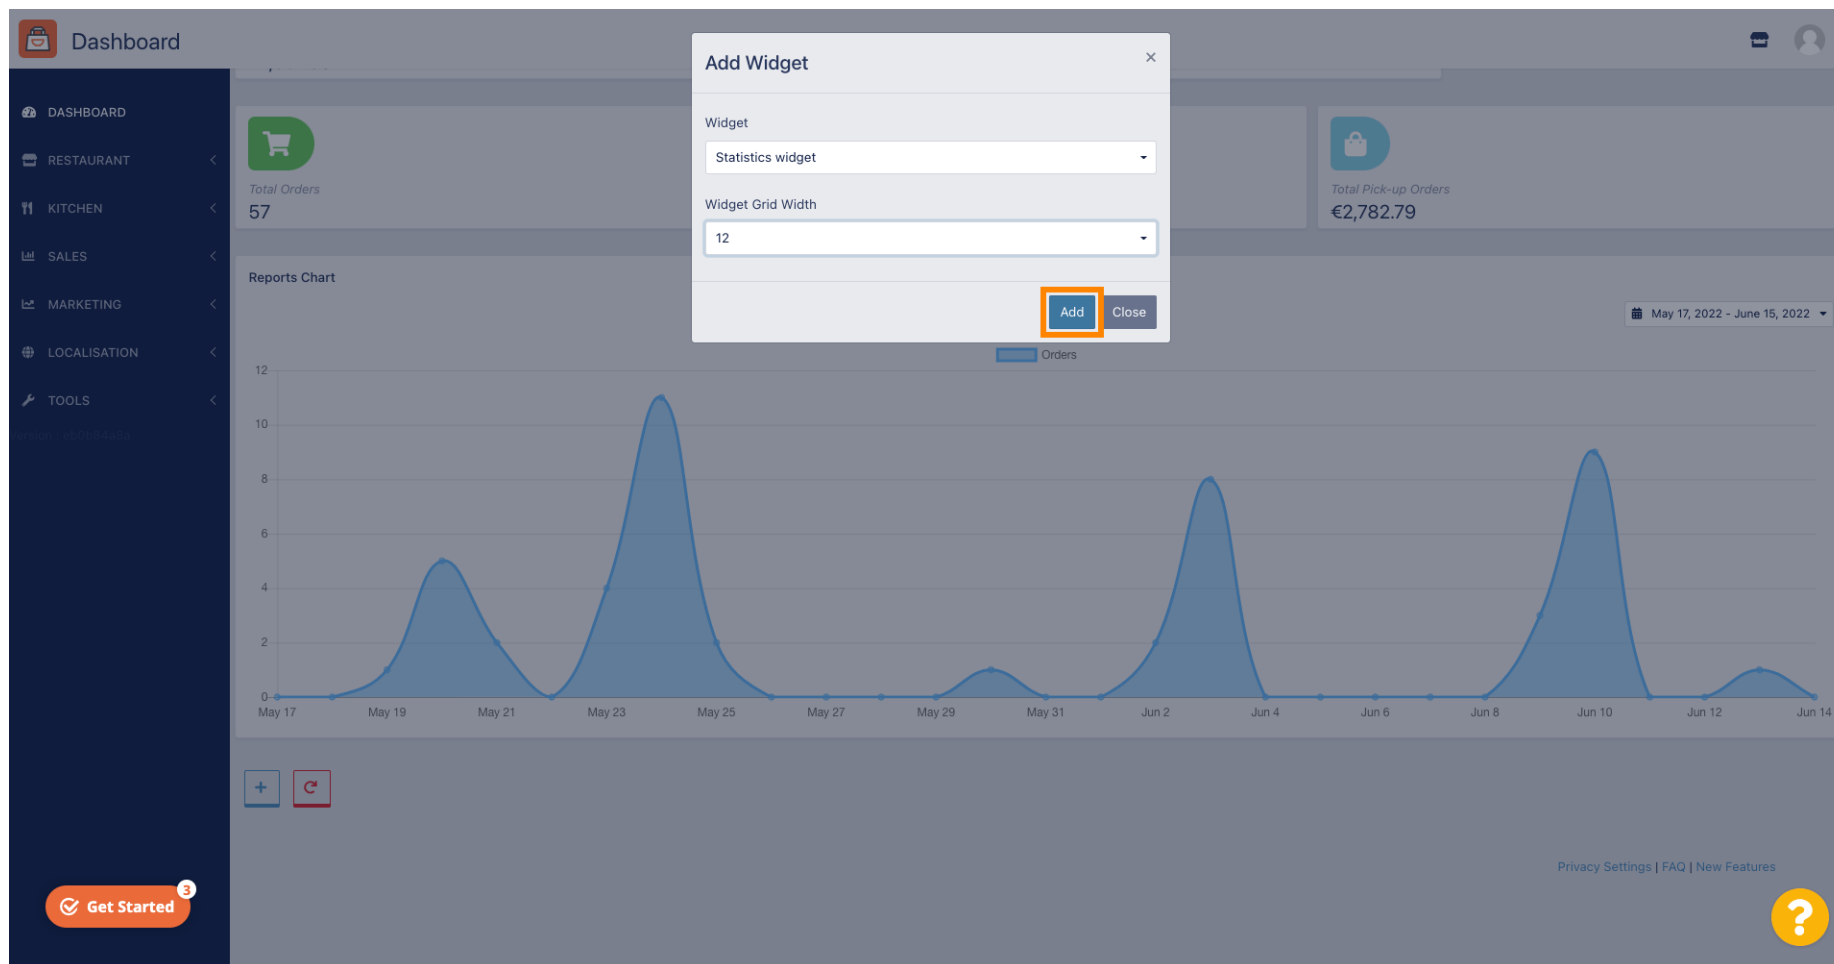 Dashboard
Add Widget
×
DASHBOARD
RESTAURANT
KITCHEN
SALES
MARKETING
LOCALISATION
TOOLS
Total Orders
57
Total Pick-up Orders
€2,782.79
Widget
Statistics widget
Widget Grid Width
12
Add
Close
Reports Chart
May 17, 2022 - June 15, 2022
Orders
12
10
8
6
4
2
0
May 17 May 19 May 21 May 23 May 25 May 27 May 29 May 31 Jun 2 Jun 4 Jun 6 Jun 8 Jun 10 Jun 12 Jun 14
+
Privacy Settings | FAQ | New Features
Get Started
3
?